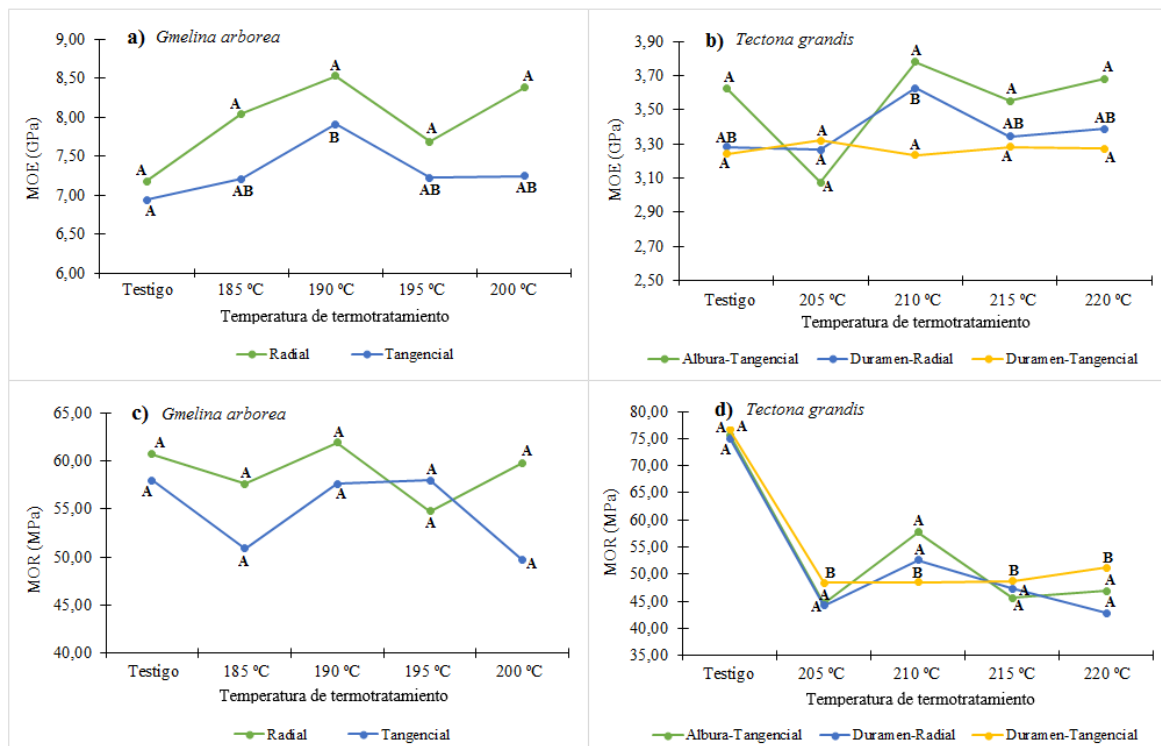 a) Gmelina arborea
9,00
8,50
8,00
7,50
7,00
6,50
6,00
MOE (GPa)
A
A
A
A
A
A
AB
B
AB
AB
Testigo 185 ºC 190 ºC 195 ºC 200 ºC
Temperatura de termotratamiento
Radial Tangencial
b) Tectona grandis
3,90
3,70
3,50
3,30
3,10
2,90
2,70
2,50
MOE (GPa)
A
AB
A
A
A
A
A
B
A
A
AB
A
A
AB
A
Testigo 205 ºC 210 ºC 215 ºC 220 ºC
Temperatura de termotratamiento
Albura-Tangencial Duramen-Radial Duramen-Tangencial
c) Gmelina arborea
65,00
60,00
55,00
50,00
45,00
40,00
MOR (MPa)
A
A
A
A
A
A
A
A
A
A
Testigo 185 ºC 190 ºC 195 ºC 200 ºC
Temperatura de termotratamiento
Radial Tangencial
d) Tectona grandis
80,00
75,00
70,00
65,00
60,00
55,00
50,00
45,00
40,00
35,00
MOR (MPa)
A A
A
B
A
A
A
A
B
B
A
A
B
A
A
Testigo 205 ºC 210 ºC 215 ºC 220 ºC
Temperatura de termotratamiento
Albura-Tangencial Duramen-Radial Duramen-Tangencial